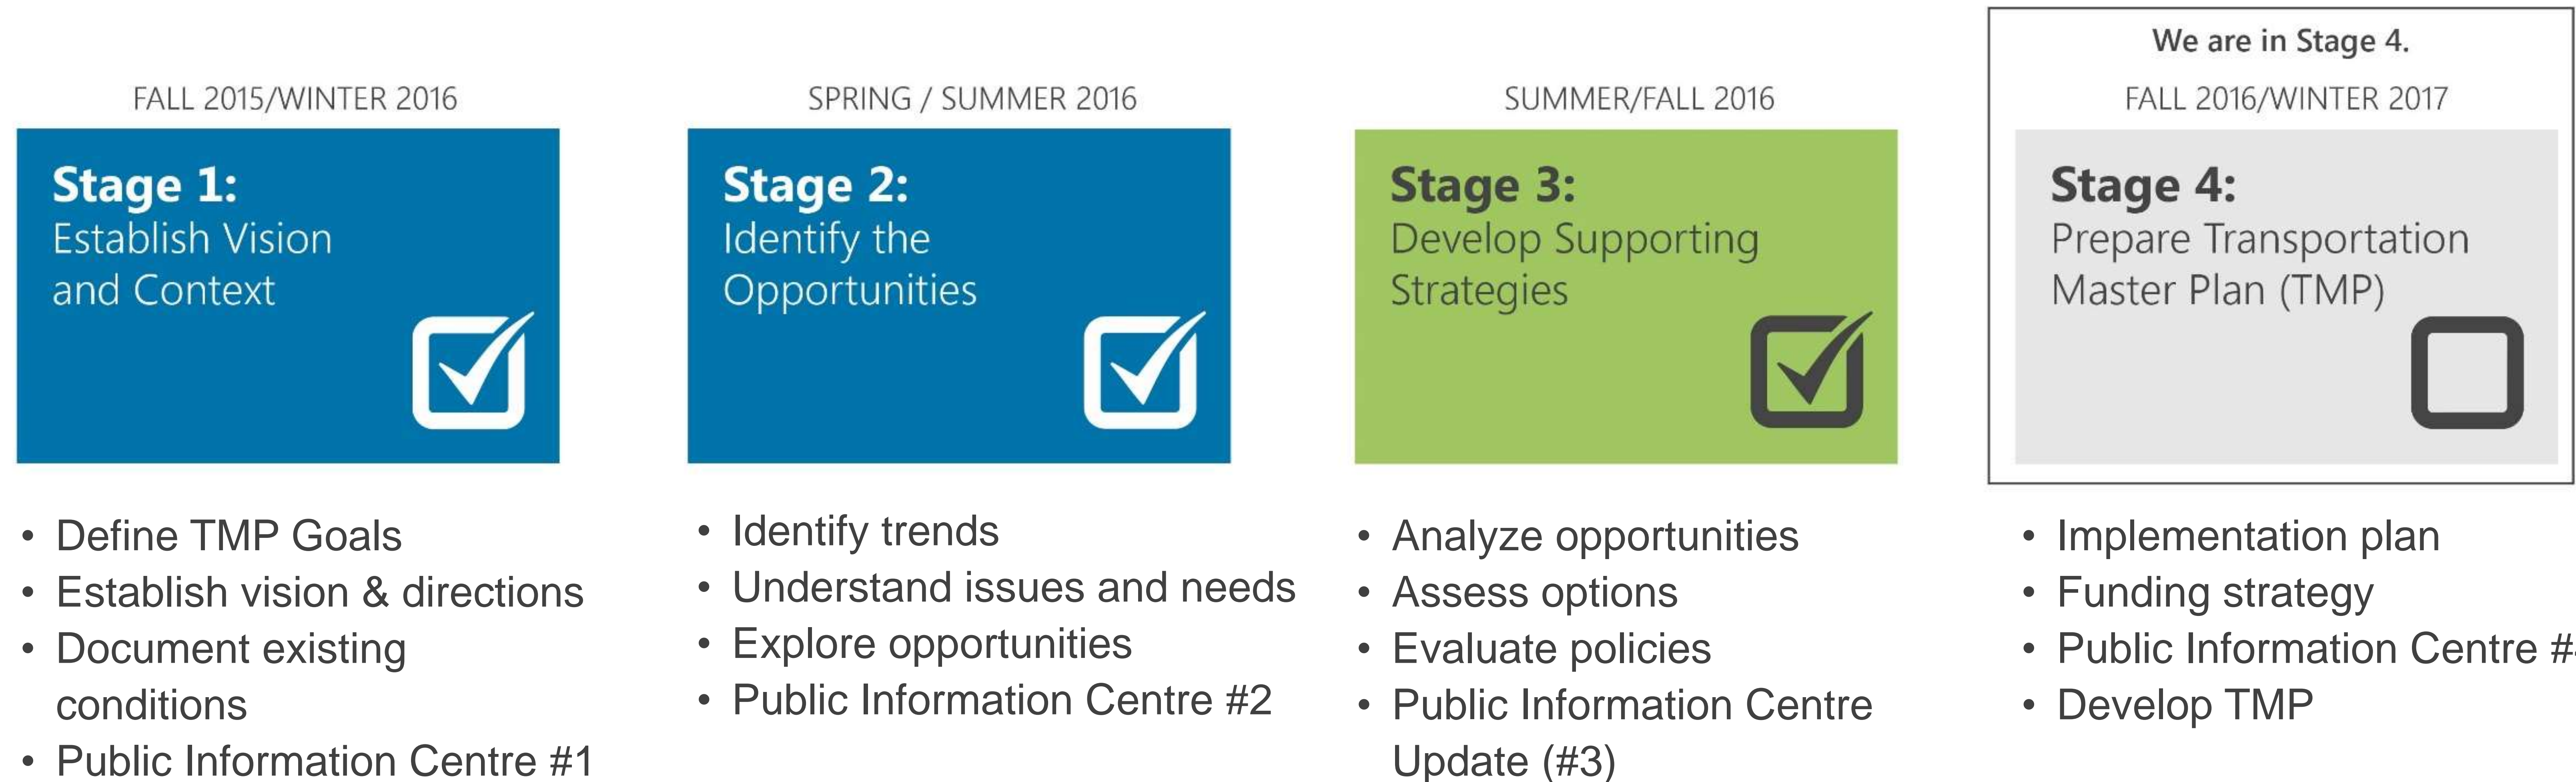 FALL 2015/WINTER 2016
Stage 1:
Establish Vision
and Context
• Define TMP Goals
• Establish vision & directions
• Document existing
conditions
• Public Information Centre #1
SPRING / SUMMER 2016
Stage 2:
Identify the
Opportunities
• Identify trends
• Understand issues and needs
• Explore opportunities
• Public Information Centre #2
SUMMER/FALL 2016
Stage 3:
Develop Supporting
Strategies
• Analyze opportunities
• Assess options
• Evaluate policies
• Public Information Centre
Update (#3)
We are in Stage 4.
FALL 2016/WINTER 2017
Stage 4:
Prepare Transportation
Master Plan (TMP)
• Implementation plan
• Funding strategy
• Public Information Centre
• Develop TMP